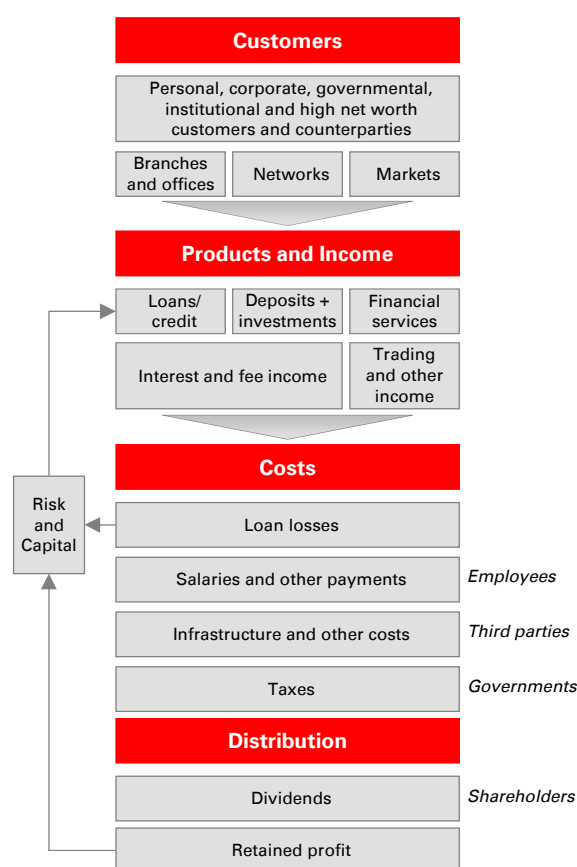 Customers
Personal, corporate, governmental,
institutional and high net worth
customers and counterparties
Branches
and offices
Networks
Markets
Products and Income
Loans/
credit
Deposits +
investments
Financial
services
Interest and fee income
Trading
and other
income
Costs
Risk
and
Capital
Loan losses
Salaries and other payments
Employees
Infrastructure and other costs
Third parties
Taxes
Governments
Distribution
Dividends
Shareholders
Retained profit